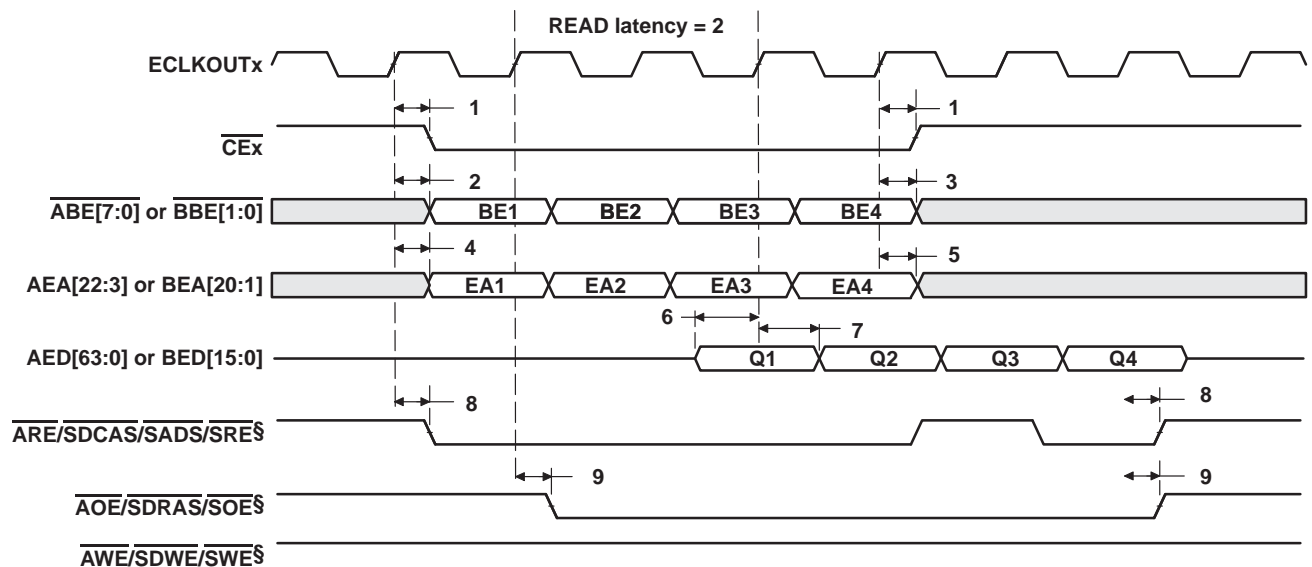 READ latency = 2
ECLKOUTx
1 1
CEx
2 3
ABE[7:0] or BBE[1:0] BE1 BE2 BE3 BE4
4 5
AEA[22:3] or BEA[20:1] EA1 EA2 EA3 EA4
6 7
AED[63:0] or BED[15:0] Q1 Q2 Q3 Q4
8 8
ARE/SDCAS/SADS/SRE§
9 9
AOE/SDRAS/SOE§
AWE/SDWE/SWE§